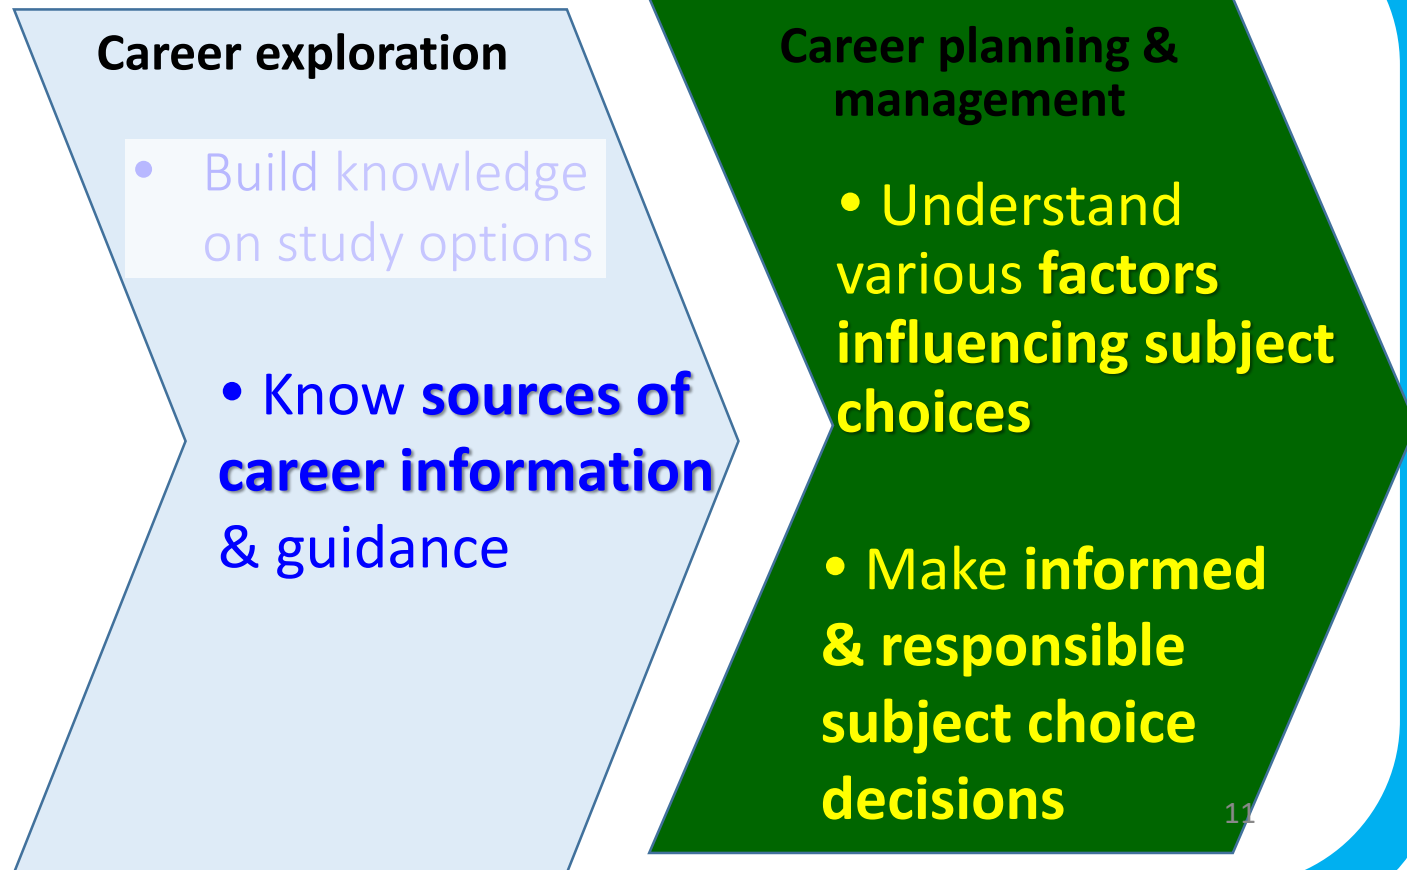 Career exploration
• Build knowledge
on study options
• Know sources of
career information
& guidance
Career planning &
management
• Understand
various factors
influencing subject
choices
• Make informed
& responsible
subject choice
decisions
11